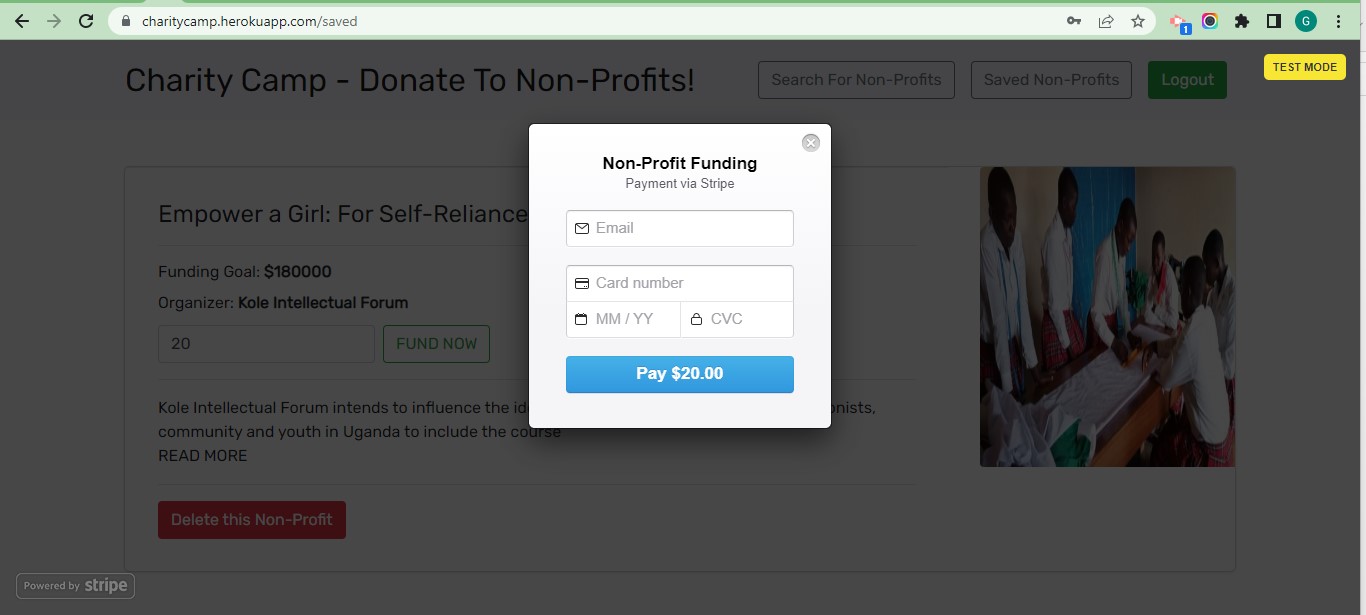 charitycamp.herokuapp.com/saved
1
G
Charity Camp - Donate To Non-Profits!
Search For Non-Profits
Saved Non-Profits
Logout
TEST MODE
Non-Profit Funding
Payment via Stripe
Email
Card number
MM / YY
CVC
Pay $20.00
Empower a Girl: For Self-Reliance
Funding Goal: $180000
Organizer: Kole Intellectual Forum
20
FUND NOW
Kole Intellectual Forum intends to influence the id onists,
community and youth in Uganda to include the course
READ MORE
Delete this Non-Profit
Powered by stripe